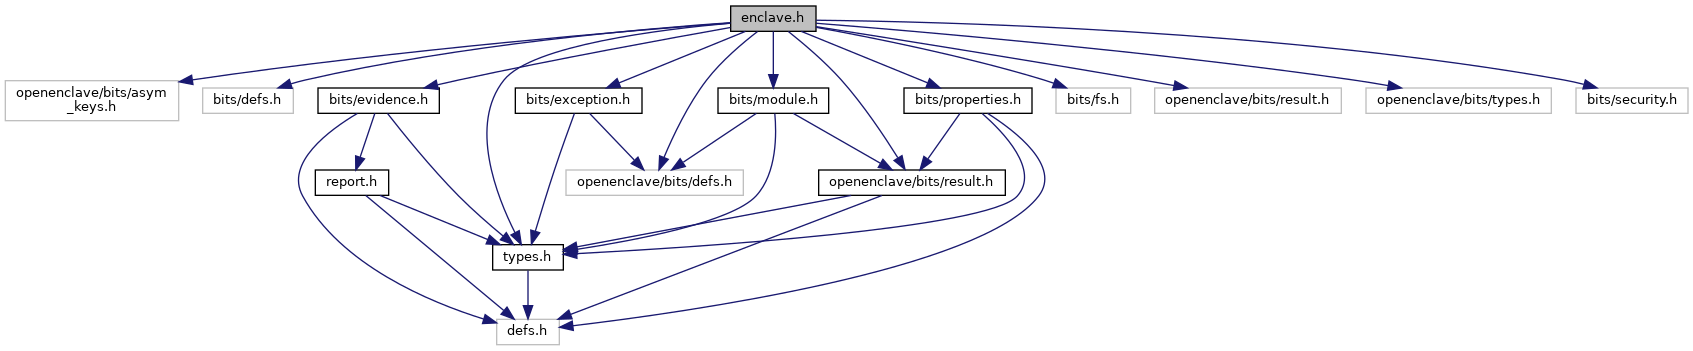 enclave.h
openenclave/bits/asym
_keys.h
bits/defs.h
bits/evidence.h
bits/exception.h
bits/module.h
bits/properties.h
bits/fs.h
openenclave/bits/result.h
openenclave/bits/types.h
bits/security.h
report.h
openenclave/bits/defs.h
openenclave/bits/result.h
types.h
defs.h